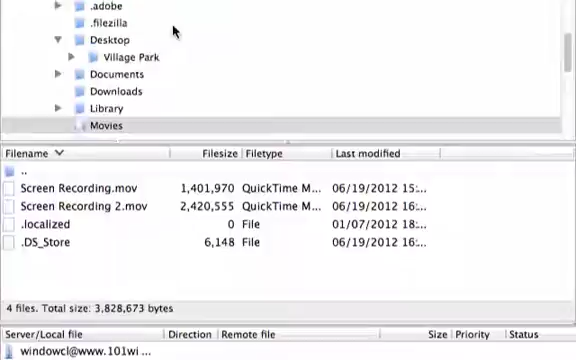 .adobe
.filezilla
Desktop
Village Park
Documents
Downloads
Library
Movies
Filename Filesize Filetype Last modified
..
Screen Recording.mov 1,401,970 QuickTime M... 06/19/2012 15:...
Screen Recording 2.mov 2,420,555 QuickTime M... 06/19/2012 16:...
.localized 0 File 01/07/2012 18:...
.DS_Store 6,148 File 06/19/2012 16:...
4 files. Total size: 3,828,673 bytes
Server/Local file Direction Remote file Size Priority Status
windowcl@www.101wi ...